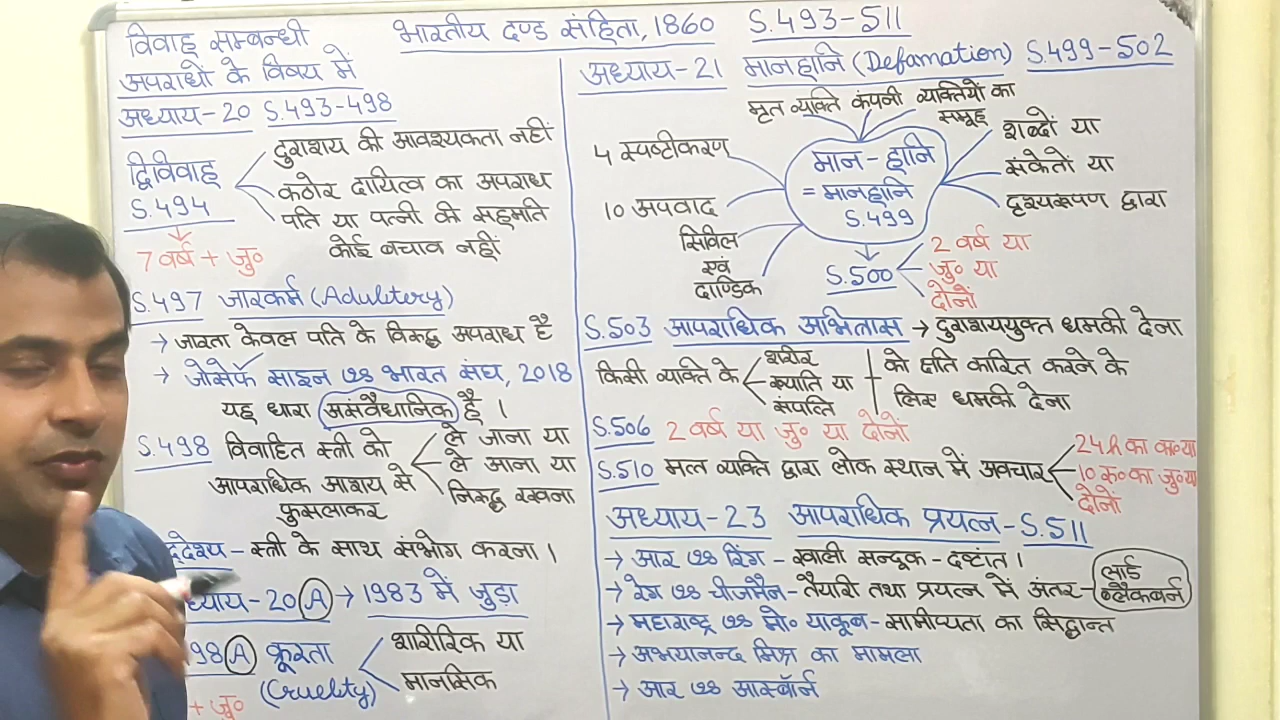 भारतीय दण्ड संहिता, 1860 S.493-511
विवाह सम्बन्धी
अपराधों के विषय में
अध्याय-20 S.493-498
द्विविवाह
S.494
दुराशय की आवश्यकता नहीं
कठोर दायित्व का अपराध
पति या पत्नी की सहमति
कोई बचाव नहीं
7 वर्ष + जु०
S.497 जारकर्म (Adultery)
→ जारता केवल पति के विरुद्ध अपराध है
→ जोसेफ साइन VS भारत संघ, 2018
यह धारा असंवैधानिक है ।
S.498 विवाहित स्त्री को
आपराधिक आशय से
फुसलाकर
ले जाना या
ले जाना या
निरुद्ध रखना
द्देश्य - स्त्री के साथ संभोग करना ।
ध्याय-20 A → 1983 में जुड़ा
98 A क्रूरता
(Cruelity)
शारीरिक या
मानसिक
+ जु०
अध्याय-21 मानहानि (Defamation) S.499-502
मृत व्यक्ति कंपनी व्यक्तियों का
समूह
4 स्पष्टीकरण
10 अपवाद
सिविल
एवं
दाण्डिक
मान-हानि
= मानहानि
S.499
शब्दों या
संकेतों या
दृश्यरूपण द्वारा
S.500
2 वर्ष या
जु० या
दोनों
S.503 आपराधिक अभित्रास → दुराशययुक्त धमकी देना
किसी व्यक्ति के
शरीर
ख्याति या
संपत्ति
को क्षति कारित करने के
लिए धमकी देना
S.506 2 वर्ष या जु० या दोनों
S.510 मत्त व्यक्ति द्वारा लोक स्थान में अवचार
24 h का का०या
10 रु० का जु०या
दोनों
अध्याय-23 आपराधिक प्रयत्न-S.511
→ आर VS रिंग - खाली सन्दूक - दृष्टांत ।
→ रेग VS चीजमैन - तैयारी तथा प्रयत्न में अंतर - लार्ड
ब्लैकबर्न
→ महाराष्ट्र VS मो० याकूब - सामीप्यता का सिद्धान्त
→ अभयानन्द मिश्र का मामला
→ आर VS आस्बॉर्न